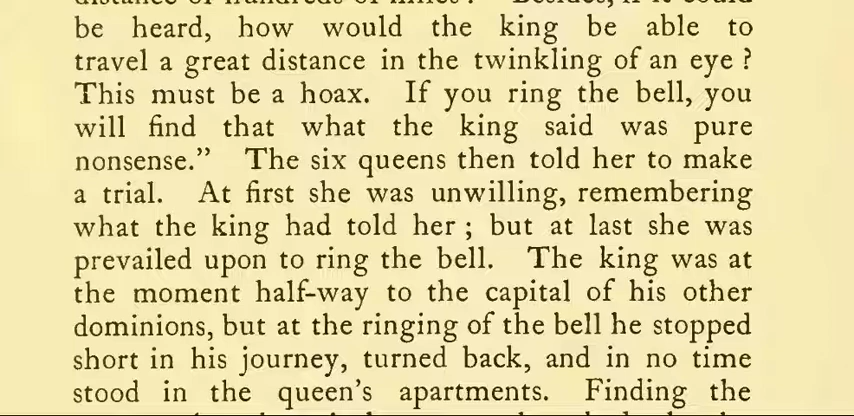 be heard, how would the king be able to
travel a great distance in the twinkling of an eye ?
This must be a hoax. If you ring the bell, you
will find that what the king said was pure
nonsense.” The six queens then told her to make
a trial. At first she was unwilling, remembering
what the king had told her ; but at last she was
prevailed upon to ring the bell. The king was at
the moment half-way to the capital of his other
dominions, but at the ringing of the bell he stopped
short in his journey, turned back, and in no time
stood in the queen’s apartments. Finding the